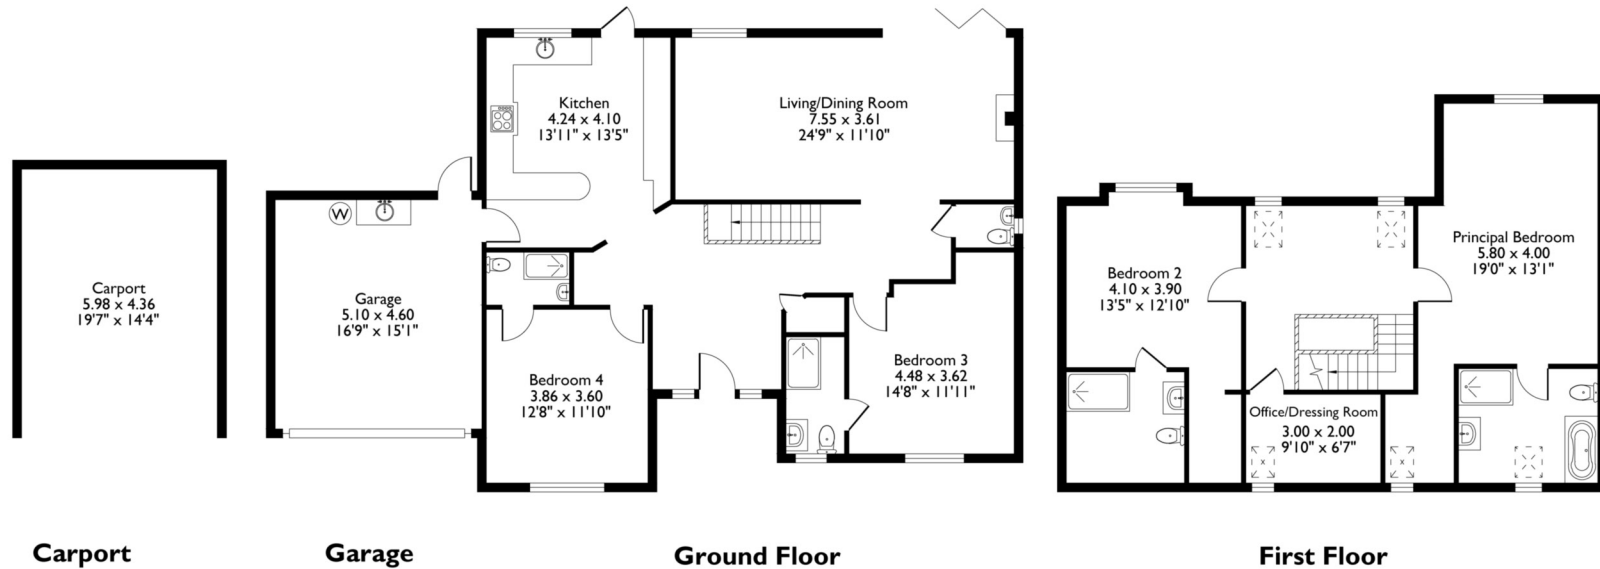 Carport
5.98 x 4.36
19'7" x 14'4"
W
Garage
5.10 x 4.60
16'9" x 15'1"
Kitchen
4.24 x 4.10
13'11" x 13'5"
Living/Dining Room
7.55 x 3.61
24'9" x 11'10"
Bedroom 4
3.86 x 3.60
12'8" x 11'10"
Bedroom 3
4.48 x 3.62
14'8" x 11'11"
Bedroom 2
4.10 x 3.90
13'5" x 12'10"
Principal Bedroom
5.80 x 4.00
19'0" x 13'1"
Office/Dressing Room
3.00 x 2.00
9'10" x 6'7"
Carport
Garage
Ground Floor
First Floor